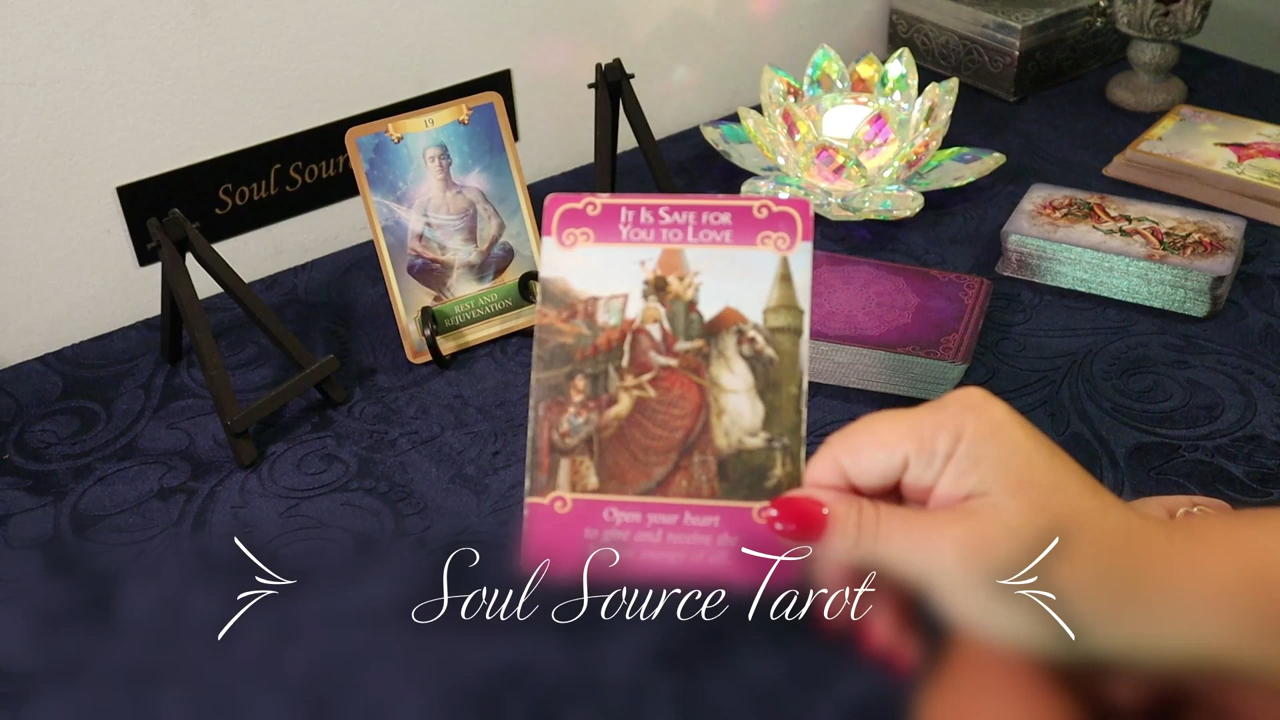 Soul Sour
19
REST AND
REJUVENATION
IT IS SAFE FOR
YOU TO LOVE
Open your heart
to give and receive the
Soul Source Tarot